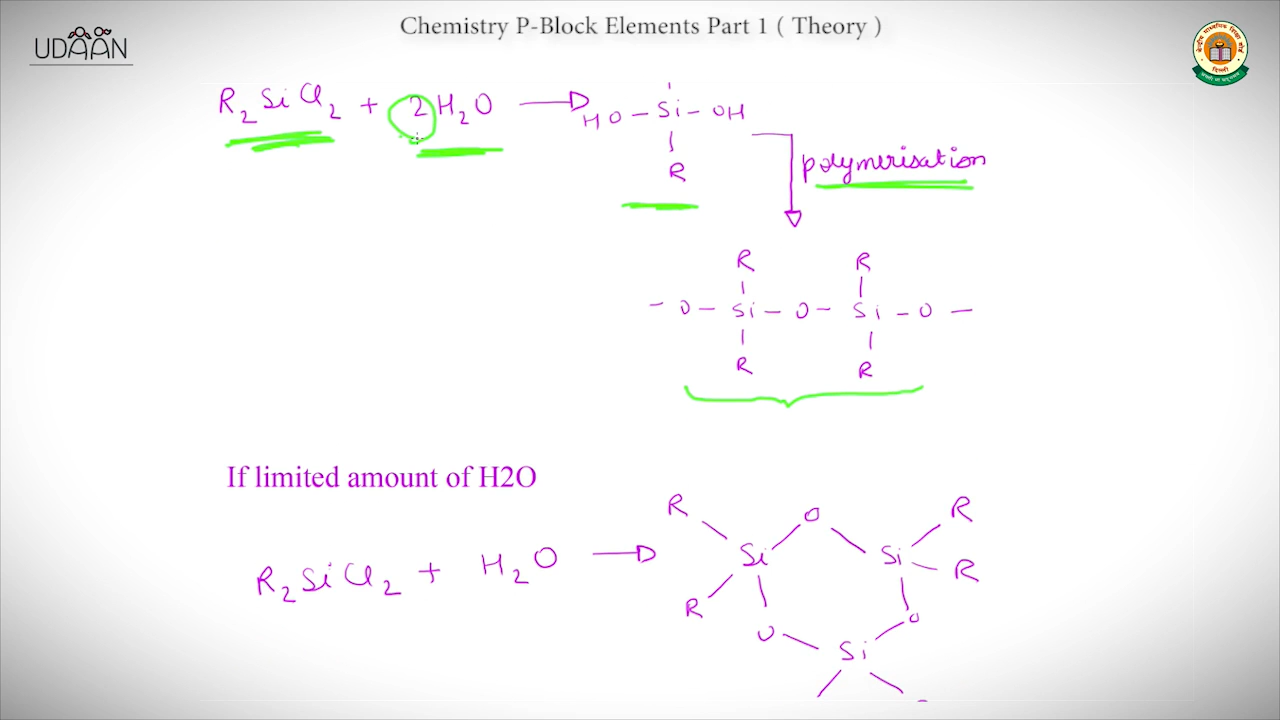 Chemistry P-Block Elements Part 1 ( Theory )
UDAAN
R2SiCl2 + 2H2O
HO - Si - OH
R
polymerisation
R R
- O - Si - O - Si - O -
R R
If limited amount of H2O
R O R
R2SiCl2 + H2O
Si Si
R
R
O O
Si